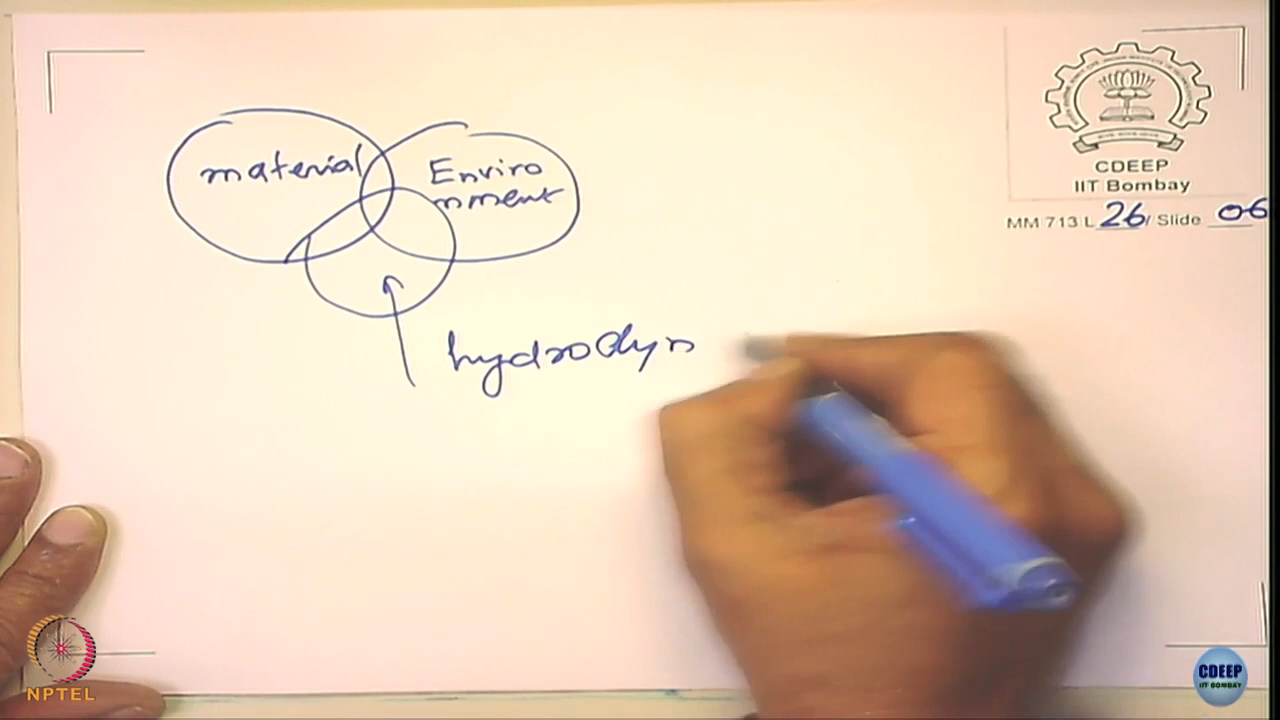 material
Enviro
nment
hydrodyn
CDEEP
IIT Bombay
MM 713 L 26 / Slide 06
NPTEL
CDEEP
IIT BOMBAY